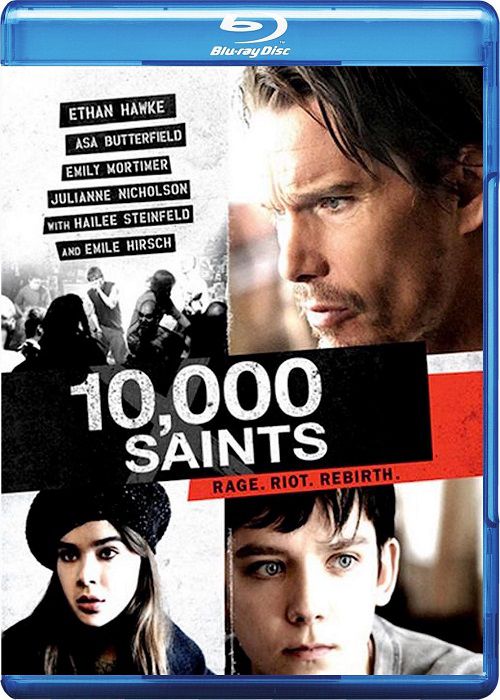 Blu-ray Disc
ETHAN HAWKE
ASA BUTTERFIELD
EMILY MORTIMER
JULIANNE NICHOLSON
WITH HAILEE STEINFELD
AND EMILE HIRSCH
10,000
SAINTS
RAGE. RIOT. REBIRTH.